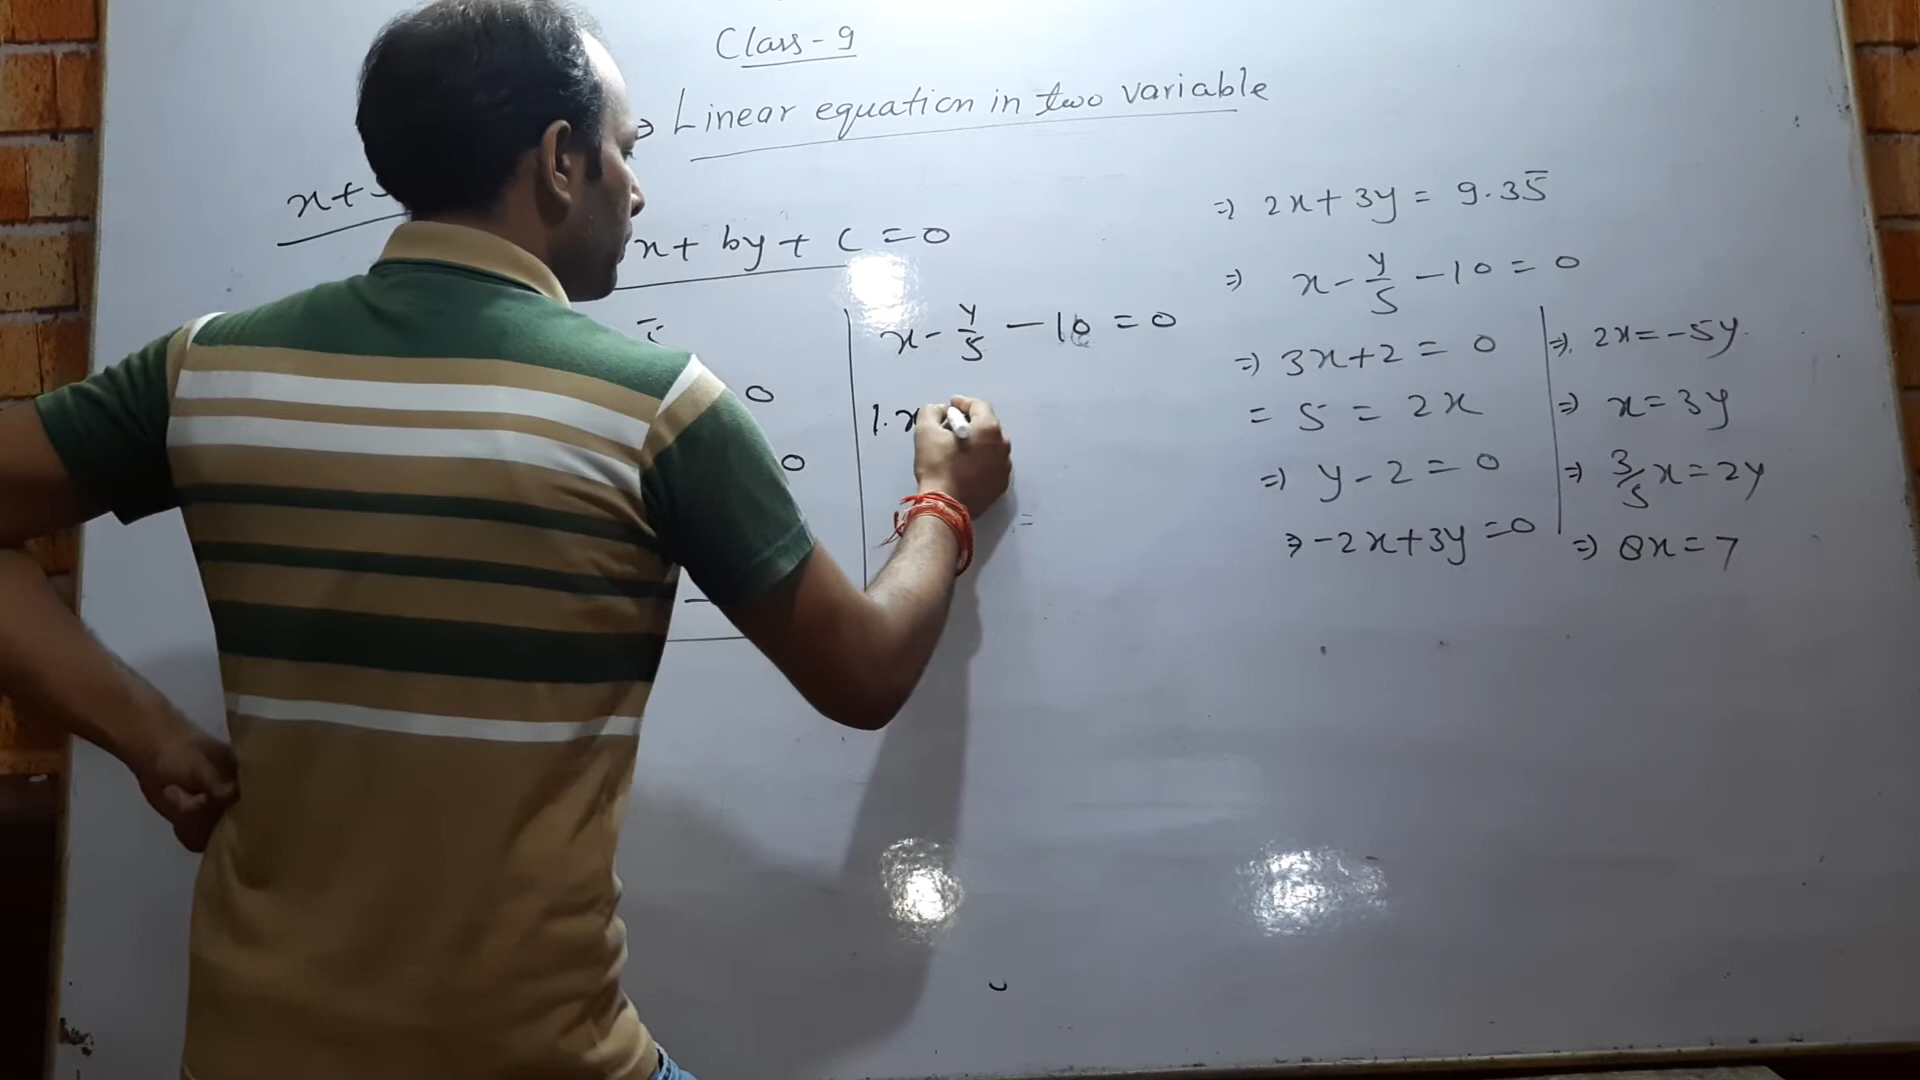 Class - 9
⇒ Linear equation in two variable
x +
x + by + c = 0
0
0
x - y/5 - 10 = 0
1.x
=
⇒ 2x + 3y = 9.35̅
⇒ x - y/5 - 10 = 0
⇒ 3x + 2 = 0
= 5 = 2x
⇒ y - 2 = 0
⇒ -2x + 3y = 0
⇒ 2x = -5y
⇒ x = 3y
⇒ 3/5 x = 2y
⇒ 8x = 7